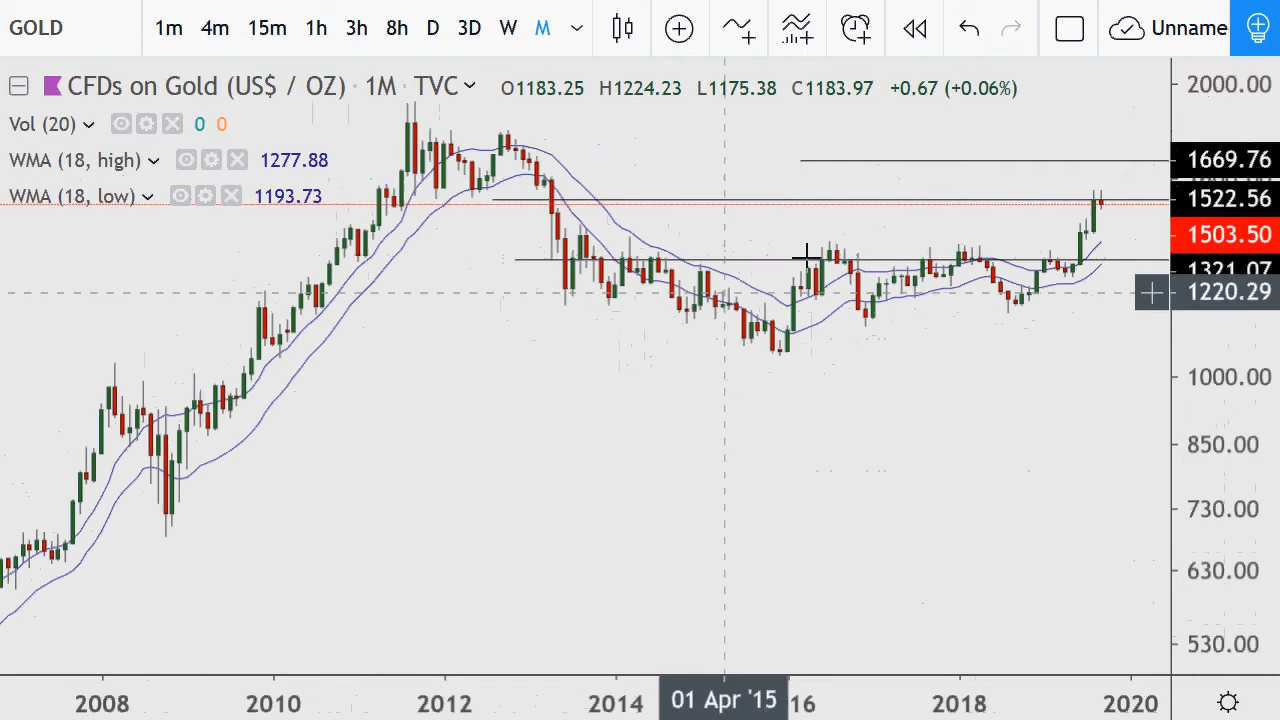 GOLD 1m 4m 15m 1h 3h 8h D 3D W M Unname
CFDs on Gold (US$ / OZ) · 1M · TVC O1183.25 H1224.23 L1175.38 C1183.97 +0.67 (+0.06%)
Vol (20) 0 0
WMA (18, high) 1277.88
WMA (18, low) 1193.73
2000.00
1669.76
1522.56
1503.50
1321.07
1220.29
1000.00
850.00
730.00
630.00
530.00
2008 2010 2012 2014 01 Apr '15 16 2018 2020